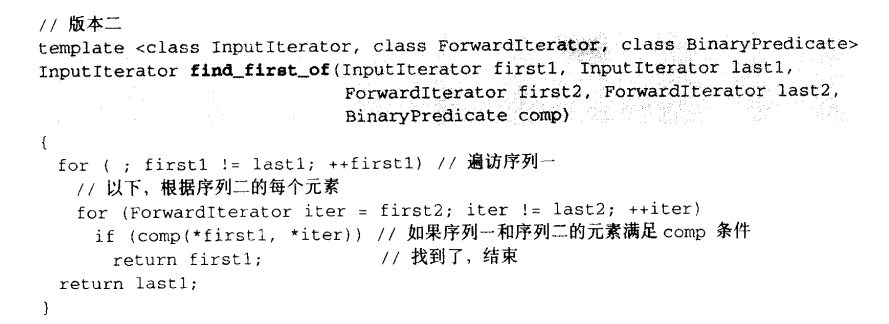 // 版本二
template <class InputIterator, class ForwardIterator, class BinaryPredicate>
InputIterator find_first_of(InputIterator first1, InputIterator last1,
ForwardIterator first2, ForwardIterator last2,
BinaryPredicate comp)
{
for ( ; first1 != last1; ++first1) // 遍访序列一
// 以下，根据序列二的每个元素
for (ForwardIterator iter = first2; iter != last2; ++iter)
if (comp(*first1, *iter)) // 如果序列一和序列二的元素满足 comp 条件
return first1; // 找到了，结束
return last1;
}